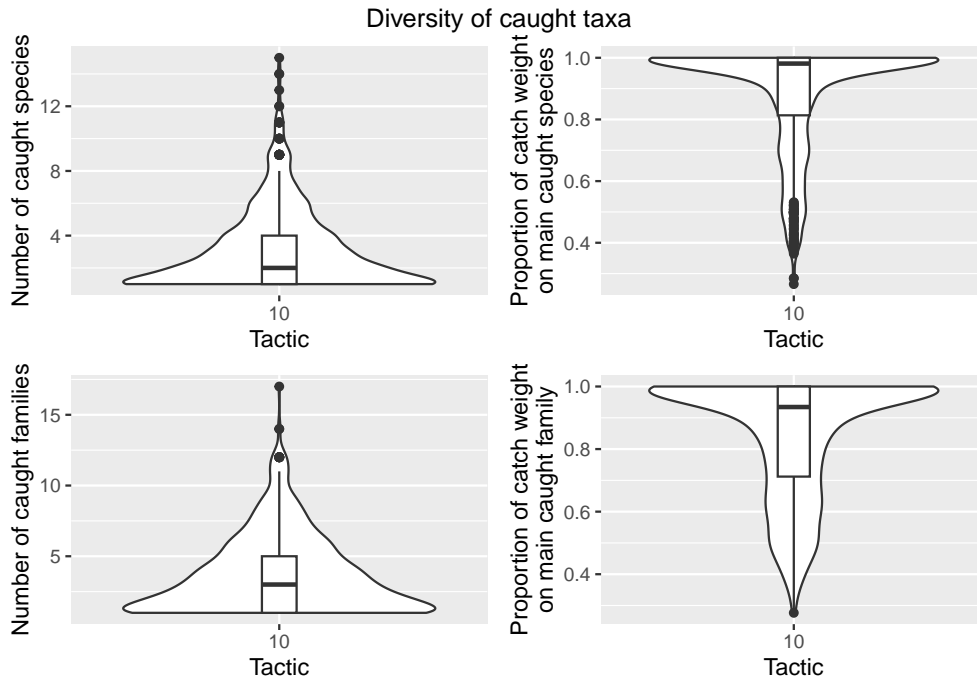 Diversity of caught taxa
Number of caught species
12
8
4
10
Tactic
Proportion of catch weight
on main caught species
1.0
0.8
0.6
0.4
10
Tactic
Number of caught families
15
10
5
10
Tactic
Proportion of catch weight
on main caught family
1.0
0.8
0.6
0.4
10
Tactic